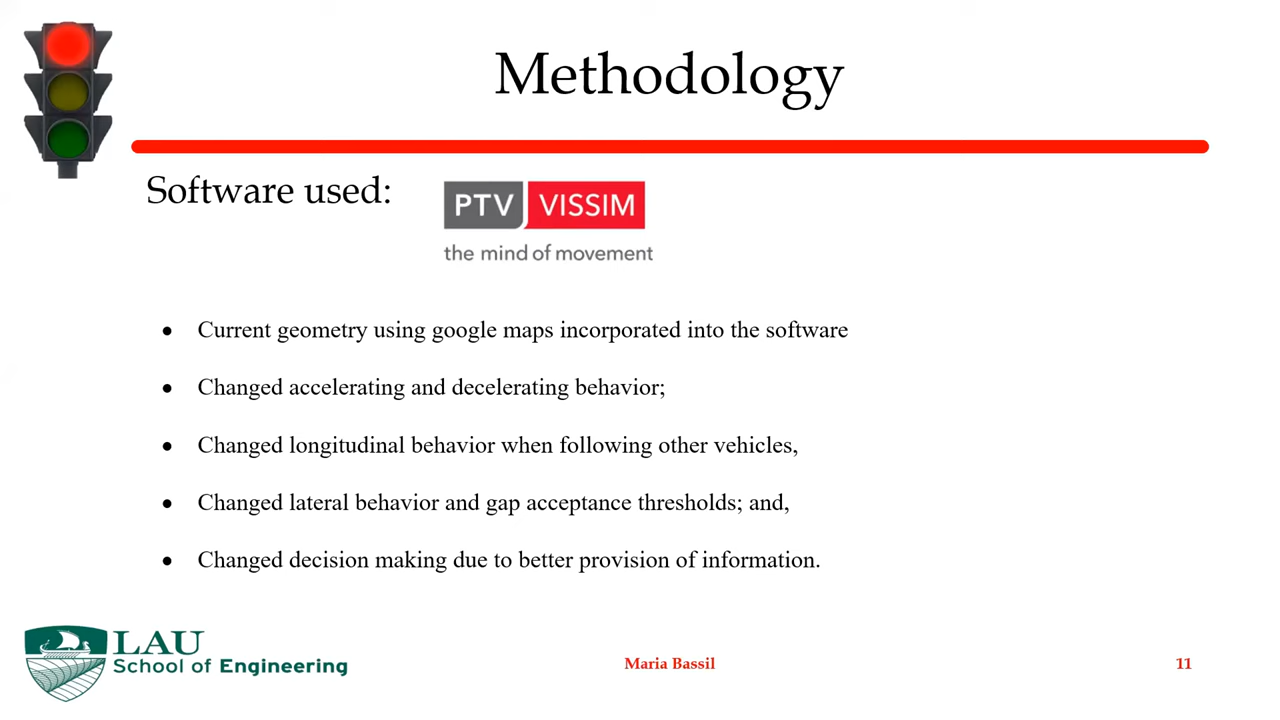 Methodology
Software used:
PTV VISSIM
the mind of movement
• Current geometry using google maps incorporated into the software
• Changed accelerating and decelerating behavior;
• Changed longitudinal behavior when following other vehicles,
• Changed lateral behavior and gap acceptance thresholds; and,
• Changed decision making due to better provision of information.
LAU
School of Engineering
Maria Bassil
11